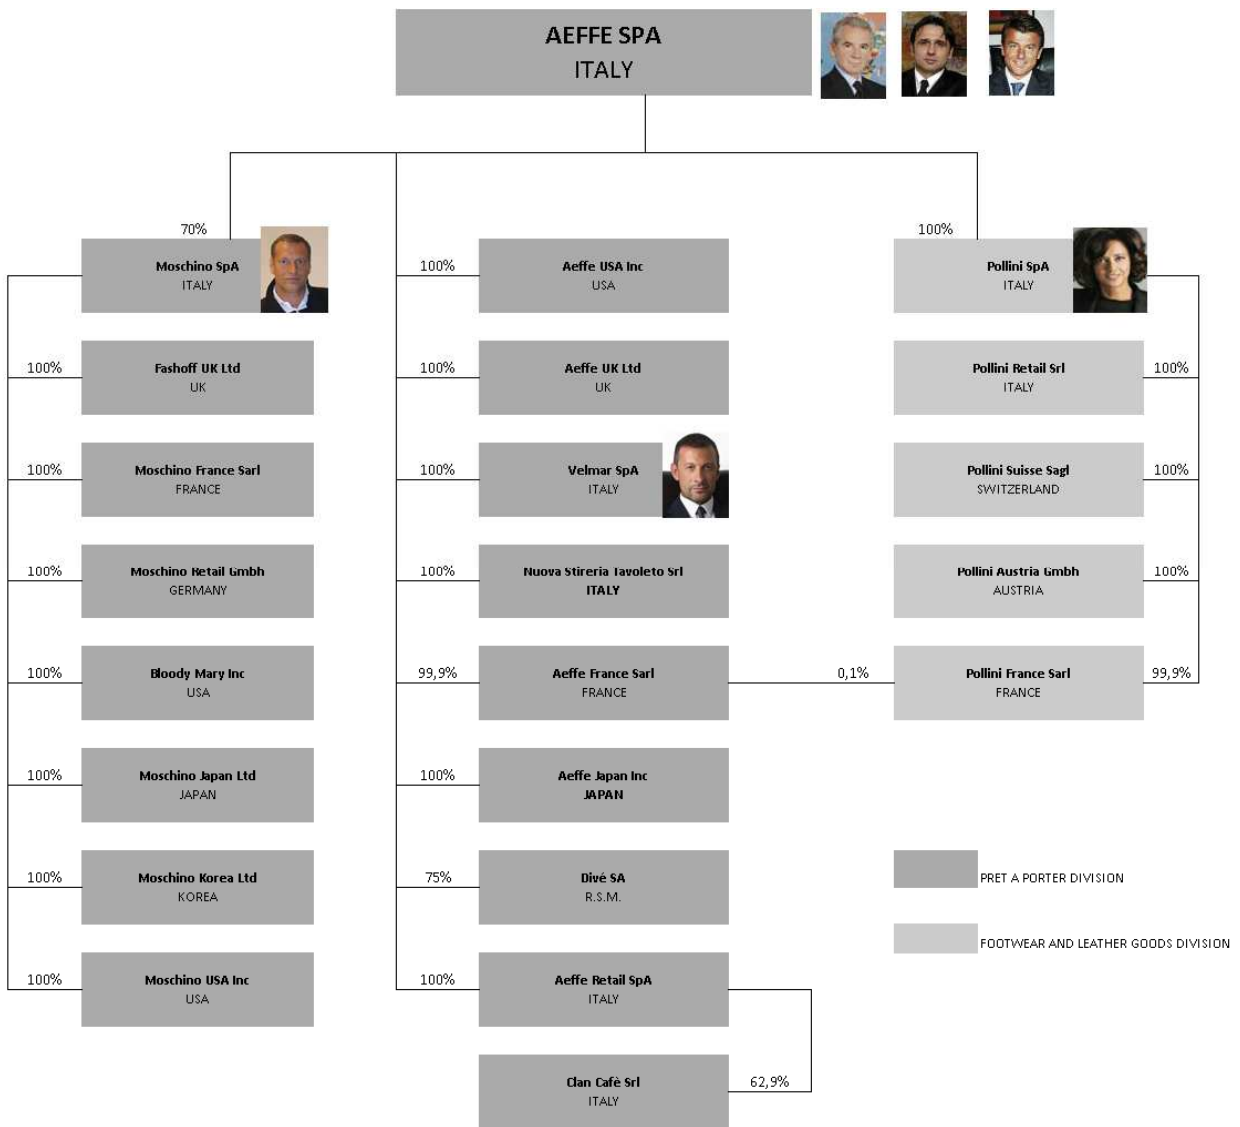 AEFFE SPA
ITALY
70%
Moschino SpA
ITALY
100%
Fashoff UK Ltd
UK
100%
Moschino France Sarl
FRANCE
100%
Moschino Retail Gmbh
GERMANY
100%
Bloody Mary Inc
USA
100%
Moschino Japan Ltd
JAPAN
100%
Moschino Korea Ltd
KOREA
100%
Moschino USA Inc
USA
100%
Aeffe USA Inc
USA
100%
Aeffe UK Ltd
UK
100%
Velmar SpA
ITALY
100%
Nuova Stireria Tavoleto Srl
ITALY
99,9%
Aeffe France Sarl
FRANCE
100%
Aeffe Japan Inc
JAPAN
75%
Divé SA
R.S.M.
100%
Aeffe Retail SpA
ITALY
Clan Cafè Srl
ITALY
62,9%
100%
Pollini SpA
ITALY
Pollini Retail Srl
ITALY
100%
Pollini Suisse Sagl
SWITZERLAND
100%
Pollini Austria Gmbh
AUSTRIA
100%
0,1%
Pollini France Sarl
FRANCE
99,9%
PRET A PORTER DIVISION
FOOTWEAR AND LEATHER GOODS DIVISION